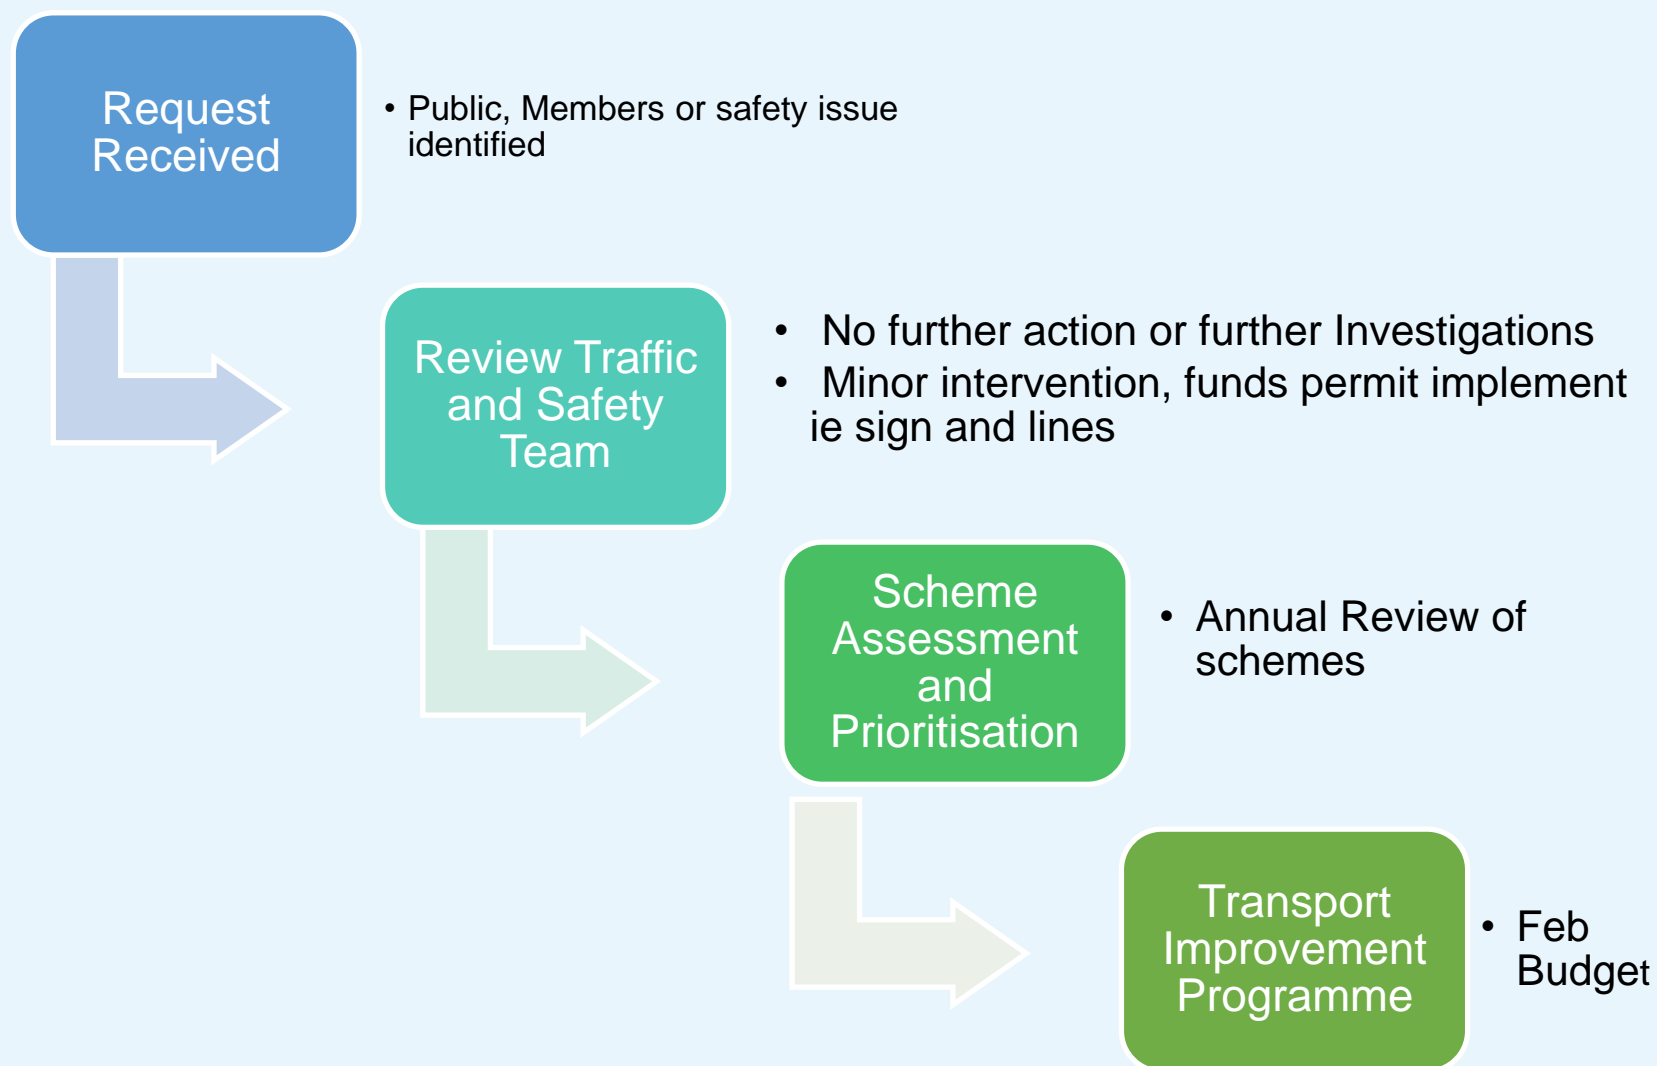 Request
Received
• Public, Members or safety issue
identified
Review Traffic
and Safety
Team
• No further action or further Investigations
• Minor intervention, funds permit implement
ie sign and lines
Scheme
Assessment
and
Prioritisation
• Annual Review of
schemes
Transport
Improvement
Programme
• Feb
Budget